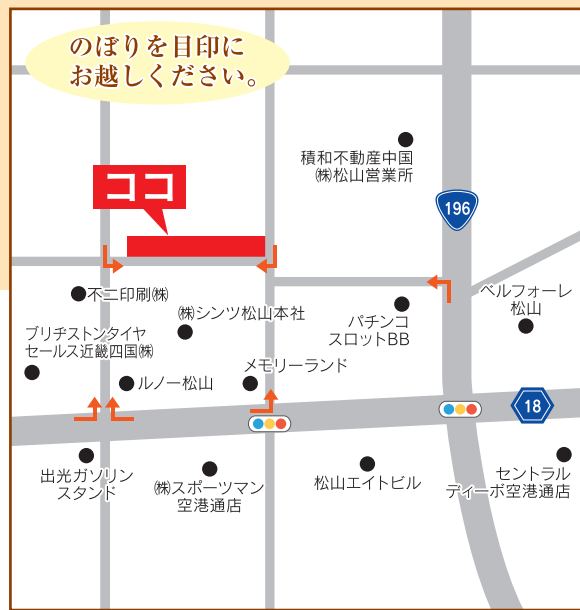 のぼりを目印に
お越しください。
積和不動産中国
㈱松山営業所
ココ
196
不二印刷㈱
㈱シンツ松山本社
パチンコ
スロットBB
ベルフォーレ
松山
ブリヂストンタイヤ
セールス近畿四国㈱
ルノー松山
メモリーランド
18
出光ガソリン
スタンド
㈱スポーツマン
空港通店
松山エイトビル
セントラル
ディーボ空港通店